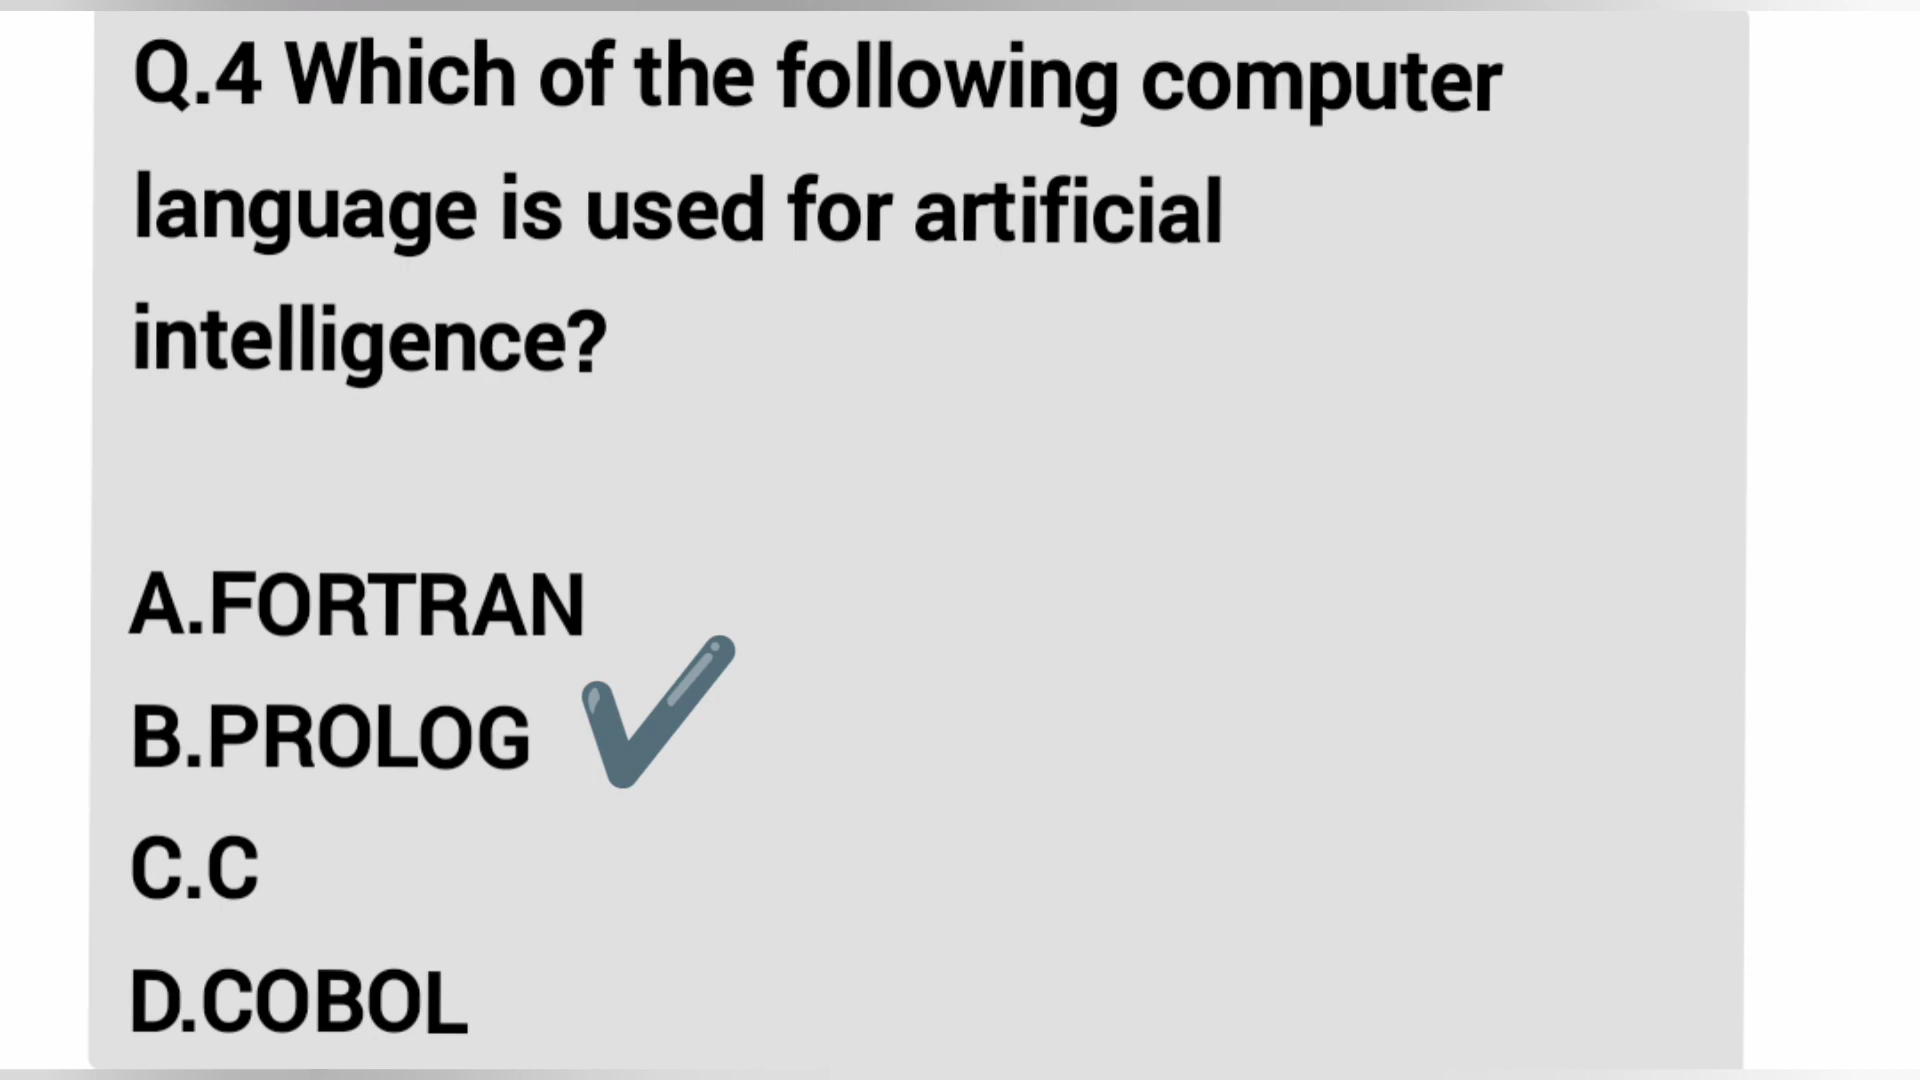 Q.4 Which of the following computer
language is used for artificial
intelligence?
A.FORTRAN
B.PROLOG
C.C
D.COBOL